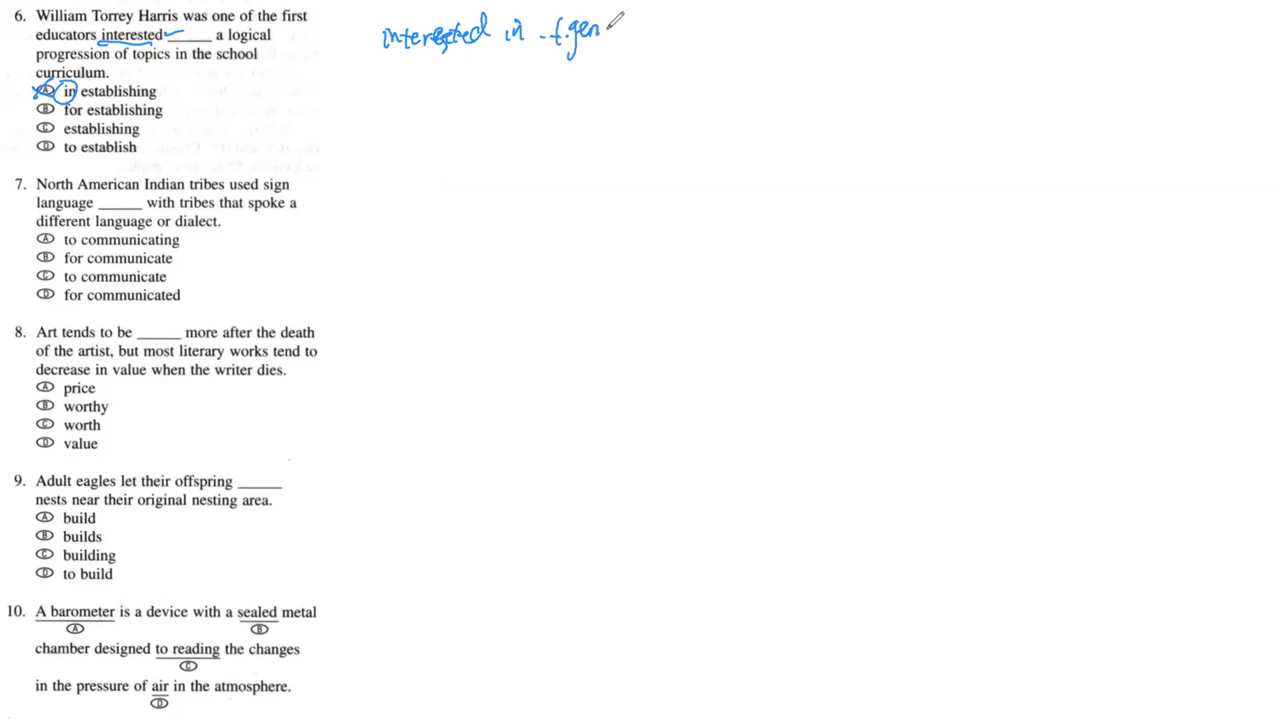 6. William Torrey Harris was one of the first
educators interested ______ a logical
progression of topics in the school
curriculum.
A in establishing
B for establishing
C establishing
D to establish
interested in + gen
7. North American Indian tribes used sign
language ______ with tribes that spoke a
different language or dialect.
A to communicating
B for communicate
C to communicate
D for communicated
8. Art tends to be ______ more after the death
of the artist, but most literary works tend to
decrease in value when the writer dies.
A price
B worthy
C worth
D value
9. Adult eagles let their offspring ______
nests near their original nesting area.
A build
B builds
C building
D to build
10. A barometer is a device with a sealed metal
A B
chamber designed to reading the changes
C
in the pressure of air in the atmosphere.
D